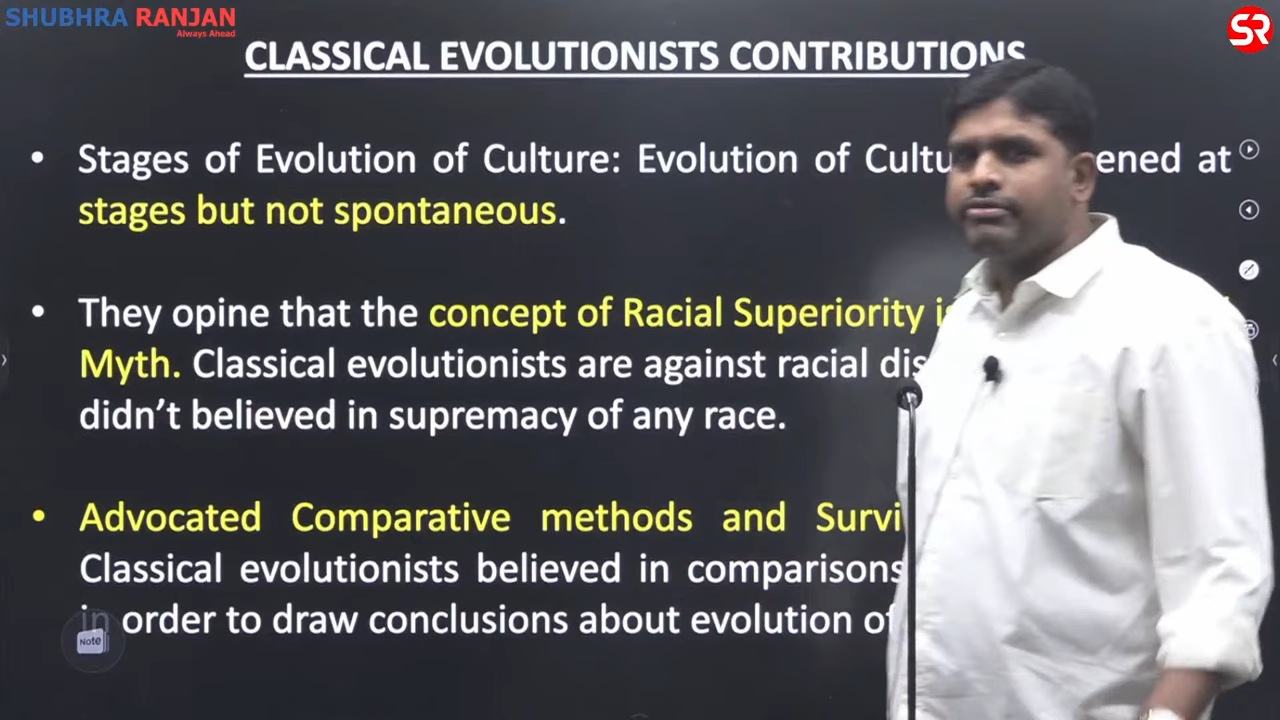 SHUBHRA RANJAN
Always Ahead
SR
CLASSICAL EVOLUTIONISTS CONTRIBUTIONS
• Stages of Evolution of Culture: Evolution of at
stages but not spontaneous.
• They opine that the concept of Racial Superiority
Myth. Classical evolutionists are against racial
didn’t believed in supremacy of any race.
• Advocated Comparative methods and
Classical evolutionists believed in comparisons
in order to draw conclusions about evolution of
Note